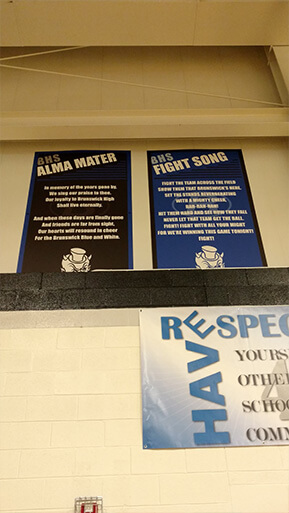 BHS
ALMA MATER
In memory of the years gone by,
We sing our praise to thee,
Our loyalty to Brunswick High
Shall live eternally.
And when these days are finally gone
And friends are far from sight,
Our hearts will resound in cheer
For the Brunswick Blue and White.
BHS
FIGHT SONG
FIGHT THE TEAM ACROSS THE FIELD
SHOW THEM THAT BRUNSWICK'S HERE,
SET THE STANDS REVERBERATING
WITH A MIGHTY CHEER,
RAH-RAH-RAH!
HIT THEM HARD AND SEE HOW THEY FALL
NEVER LET THAT TEAM GET THE BALL.
FIGHT! FIGHT WITH ALL YOUR MIGHT
FOR WE'RE WINNING THIS GAME TONIGHT!
FIGHT!
RESPEC
HAVE
YOURS
OTHE
SCHOO
COM
4